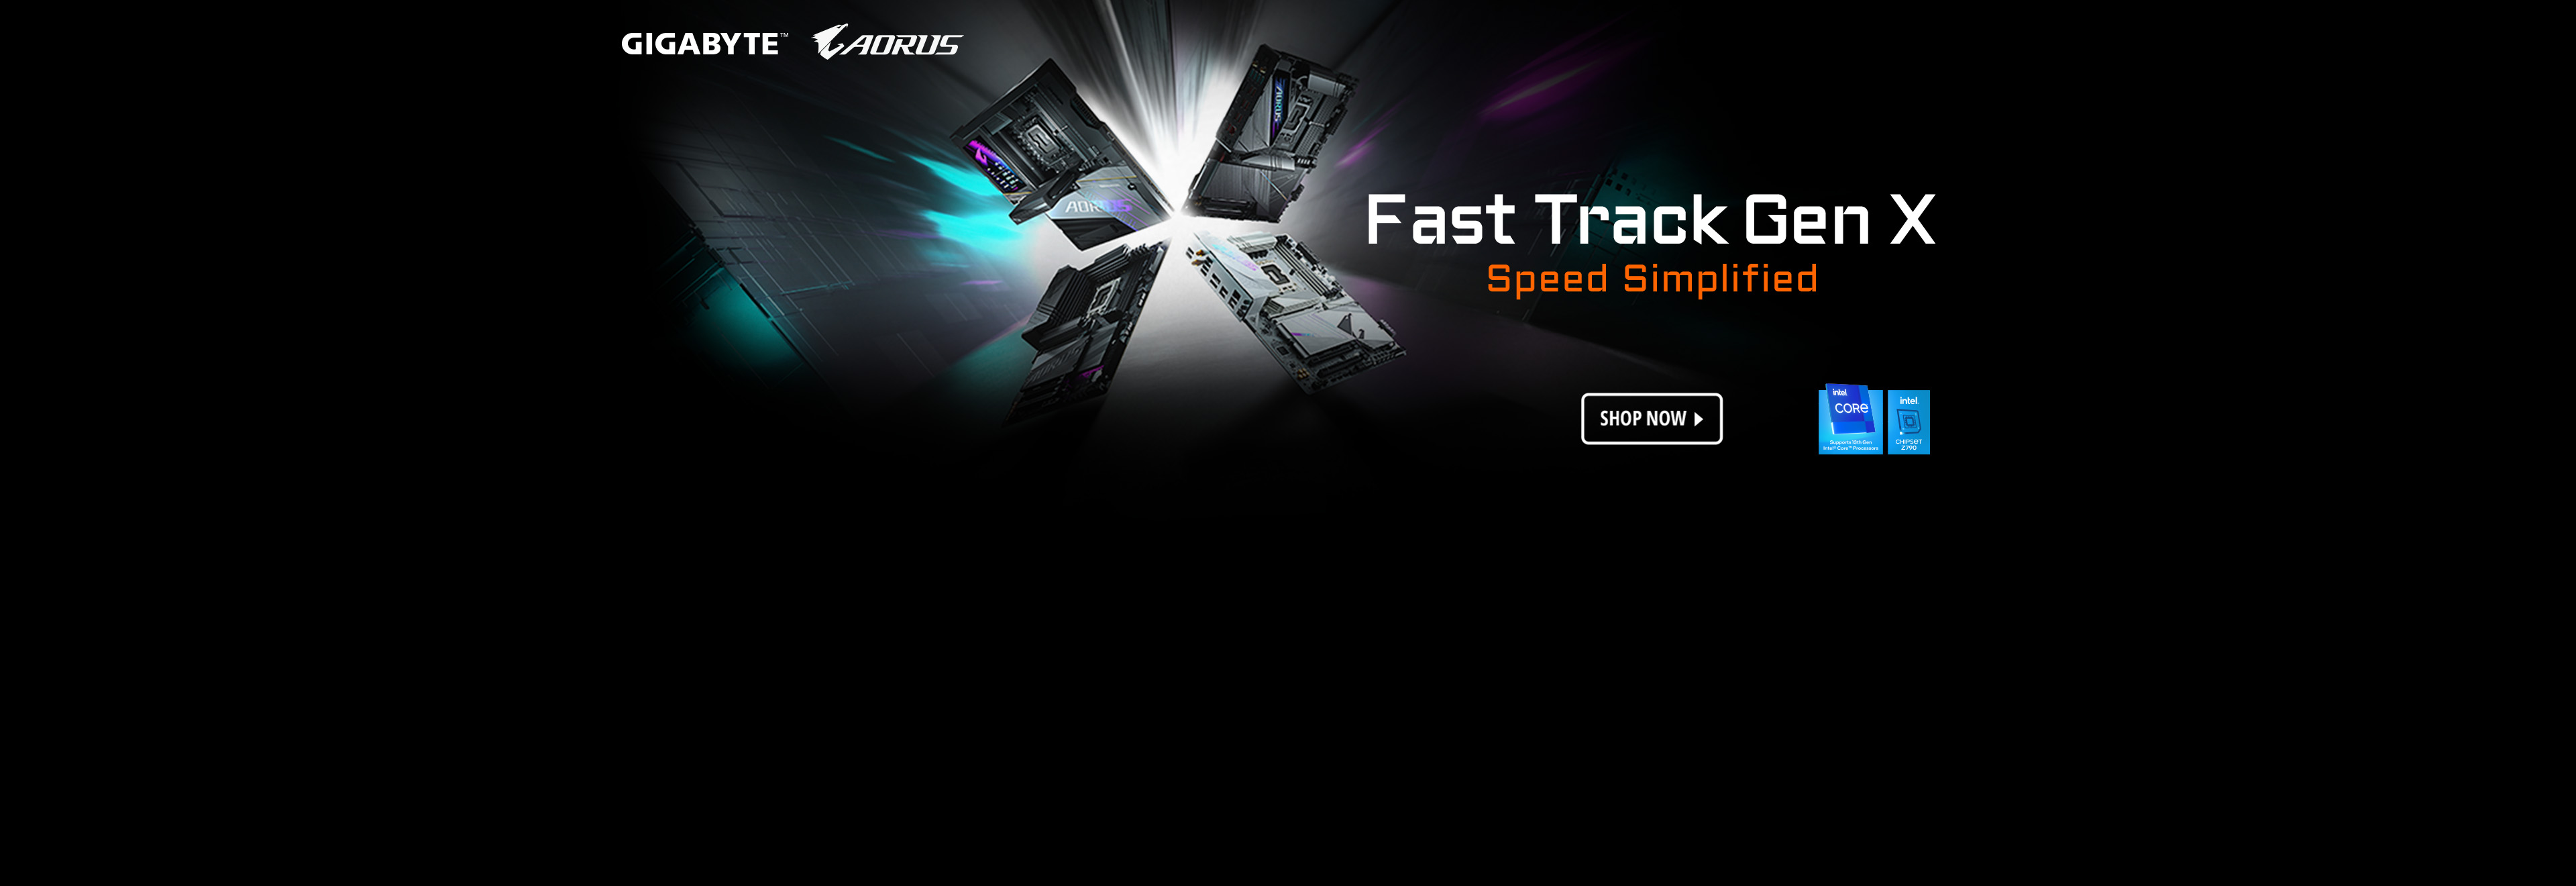 GIGABYTE™ AORUS
AORUS
AORUS
Fast Track Gen X
Speed Simplified
SHOP NOW
intel
CORE
Supports 13th Gen
Intel® Core™ Processors
intel.
CHIPSET
Z790